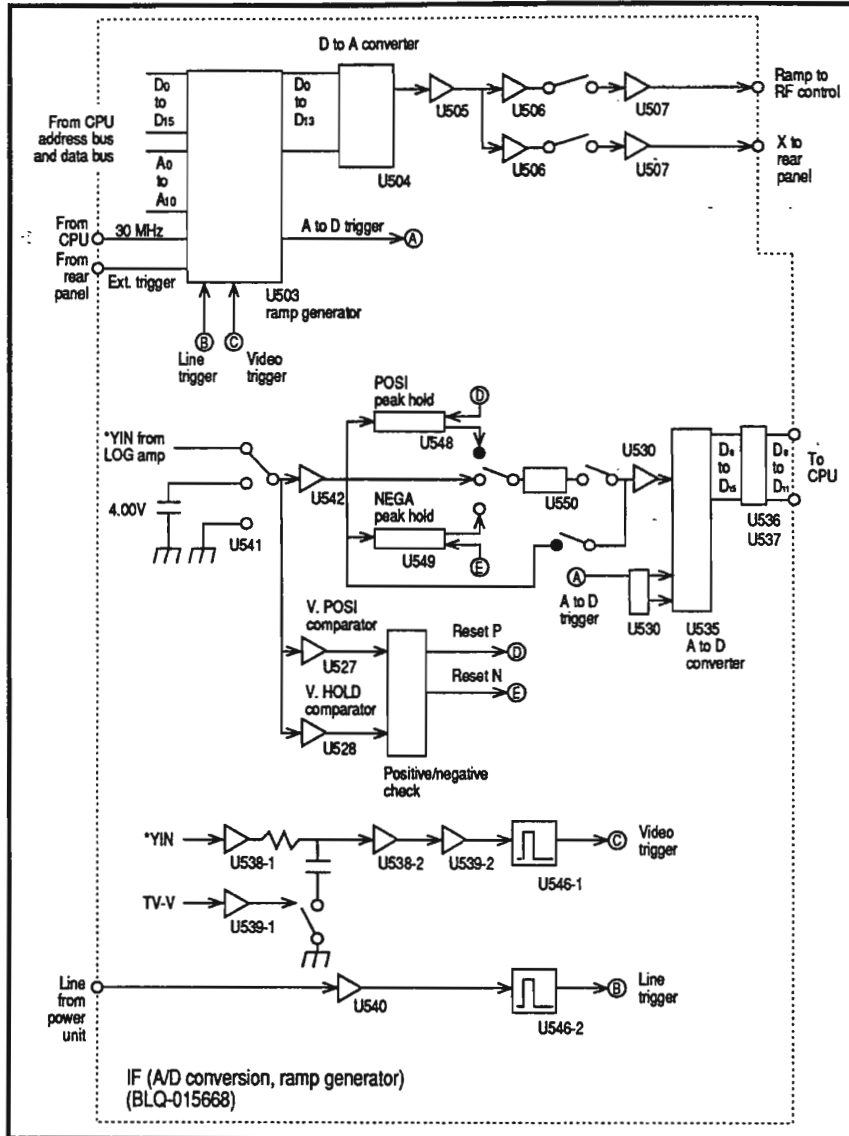 D to A converter
D0
to
D15
D0
to
D13
From CPU
address bus
and data bus
A0
to
A10
U504
U505
U506
U507
Ramp to
RF control
U506
U507
X to
rear
panel
From
CPU
30 MHz
A to D trigger
A
From
rear
panel
Ext. trigger
U503
ramp generator
B
C
Line
trigger
Video
trigger
POSI
peak hold
D
U548
*YIN from
LOG amp
U542
4.00V
U541
NEGA
peak hold
U549
E
U550
U530
A
A to D
trigger
U530
U535
A to D
converter
to
D15
to
D11
U536
U537
To
CPU
V. POSI
comparator
U527
Reset P
D
Reset N
E
V. HOLD
comparator
U528
Positive/negative
check
*YIN
U538-1
U538-2
U539-2
U546-1
C
Video
trigger
TV-V
U539-1
Line
from
power
unit
U540
U546-2
B
Line
trigger
IF (A/D conversion, ramp generator)
(BLQ-015668)